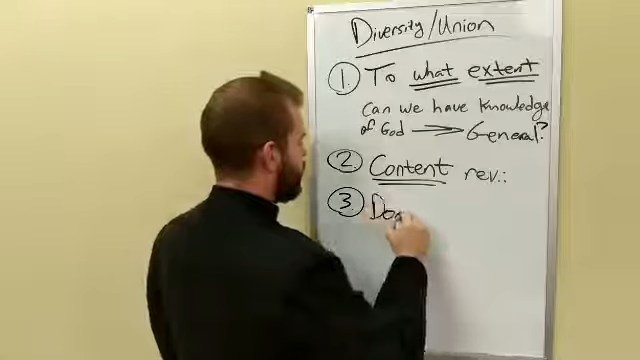 Diversity/Union
1. To what extent
Can we have knowledge
of God → General?
2. Content rev.:
3. Do